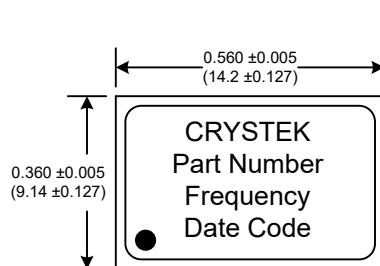 0.560 ±0.005
(14.2 ±0.127)
0.360 ±0.005
(9.14 ±0.127)
CRYSTEK
Part Number
Frequency
Date Code